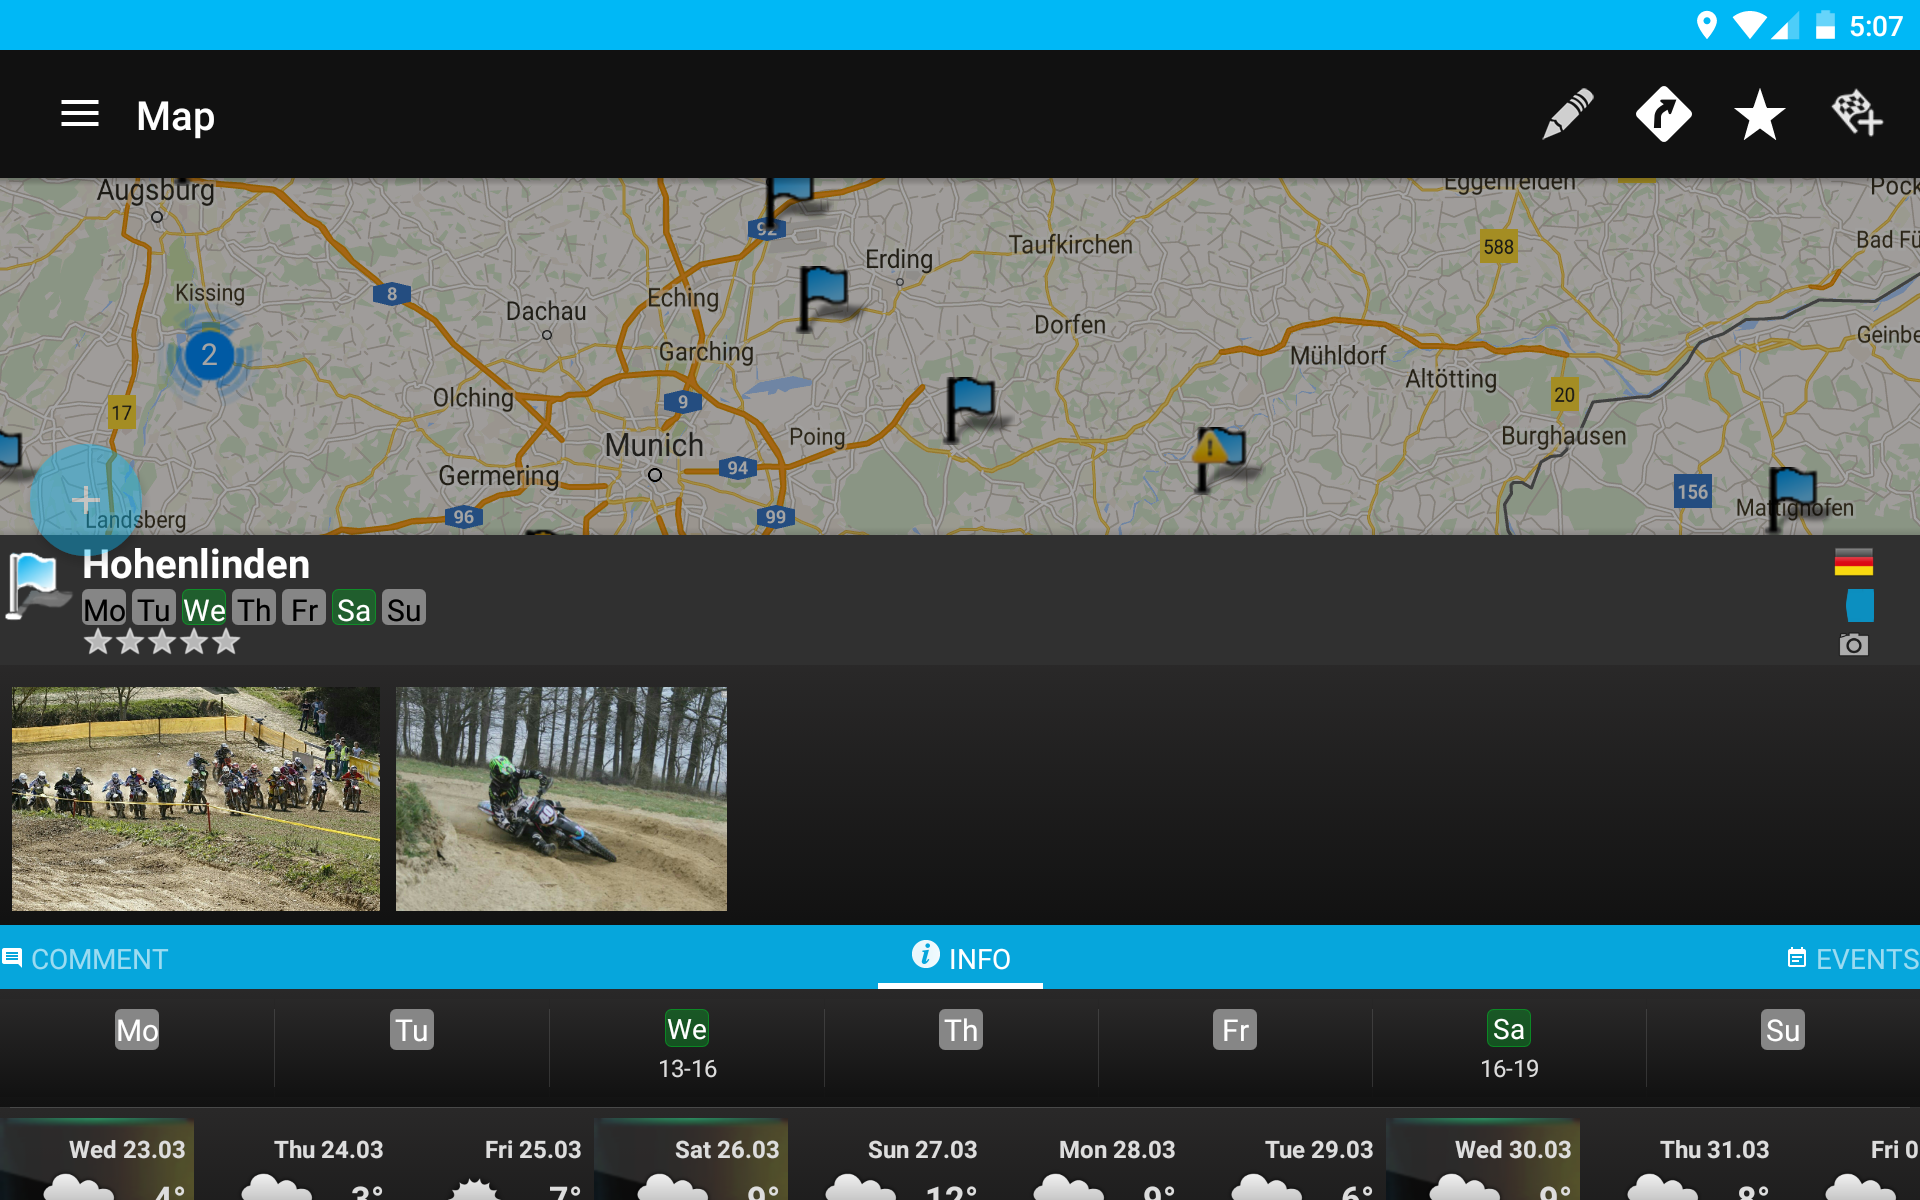 5:07
Map
Augsburg
Eggenfelden
Pock
92
588
Bad Fü
Erding
Taufkirchen
Kissing
8
Eching
Dachau
Dorfen
Geinbe
2
Garching
Mühldorf
Altötting
Olching
9
20
17
Munich
Poing
Burghausen
94
Germering
156
Mattighofen
Landsberg
96
99
Hohenlinden
Mo Tu We Th Fr Sa Su
COMMENT INFO EVENTS
Mo Tu We Th Fr Sa Su
13-16 16-19
Wed 23.03 Thu 24.03 Fri 25.03 Sat 26.03 Sun 27.03 Mon 28.03 Tue 29.03 Wed 30.03 Thu 31.03 Fri 0
4° 3° 7° 9° 12° 9° 6° 9° 8°